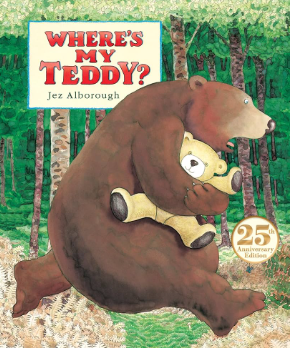 WHERE'S
MY
TEDDY?
Jez Alborough
25th
Anniversary
Edition